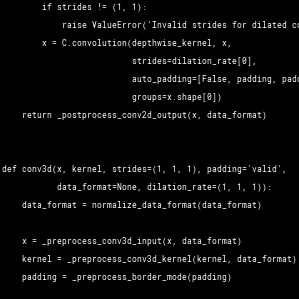 if strides != (1, 1):
raise ValueError('Invalid strides for dilated co
x = C.convolution(depthwise_kernel, x,
strides=dilation_rate[0],
auto_padding=[False, padding, padd
groups=x.shape[0])
return _postprocess_conv2d_output(x, data_format)
def conv3d(x, kernel, strides=(1, 1, 1), padding='valid',
data_format=None, dilation_rate=(1, 1, 1)):
data_format = normalize_data_format(data_format)
x = _preprocess_conv3d_input(x, data_format)
kernel = _preprocess_conv3d_kernel(kernel, data_format)
padding = _preprocess_border_mode(padding)